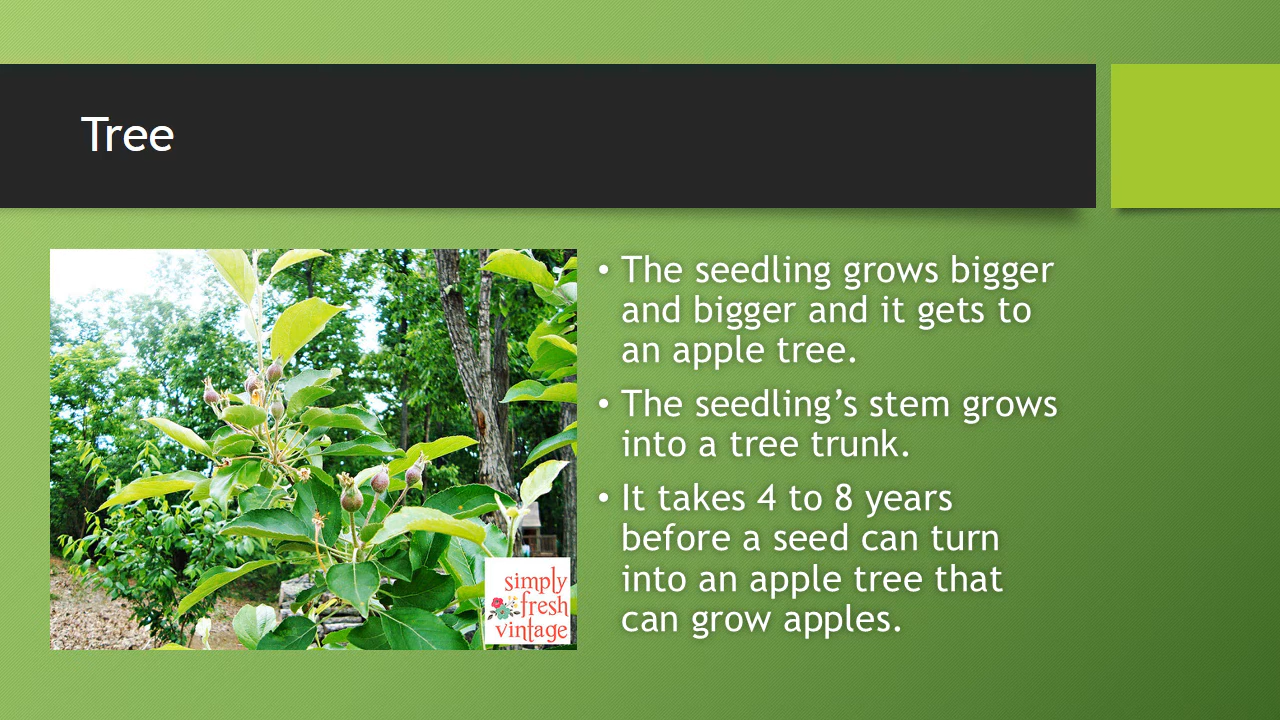 Tree
• The seedling grows bigger
and bigger and it gets to
an apple tree.
• The seedling’s stem grows
into a tree trunk.
• It takes 4 to 8 years
before a seed can turn
into an apple tree that
can grow apples.
simply
fresh
vintage